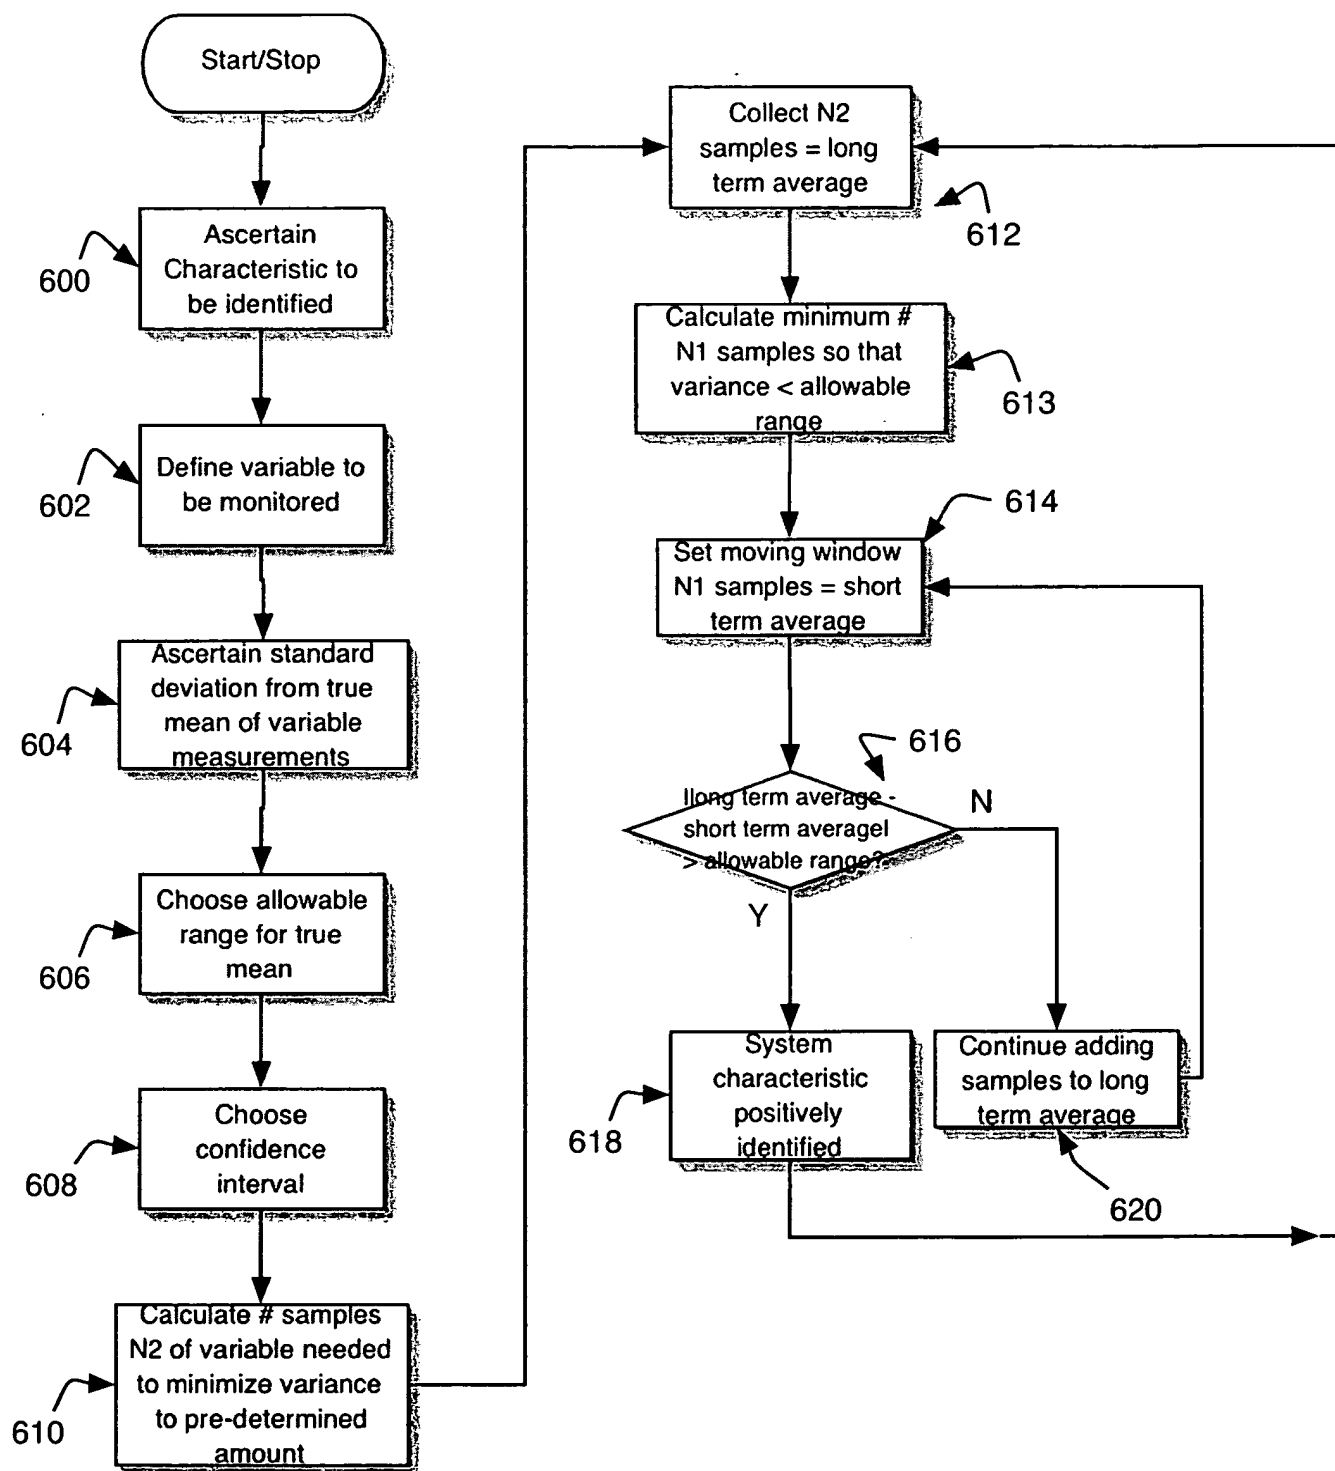 Start/Stop
Ascertain
Characteristic to
be identified
600
Define variable to
be monitored
602
Ascertain standard
deviation from true
mean of variable
measurements
604
Choose allowable
range for true
mean
606
Choose
confidence
interval
608
Calculate # samples
N2 of variable needed
to minimize variance
to pre-determined
amount
610
Collect N2
samples = long
term average
612
Calculate minimum #
N1 samples so that
variance < allowable
range
613
614
Set moving window
N1 samples = short
term average
616
|long term average -
short term average|
> allowable range?
N
Y
System
characteristic
positively
identified
618
Continue adding
samples to long
term average
620